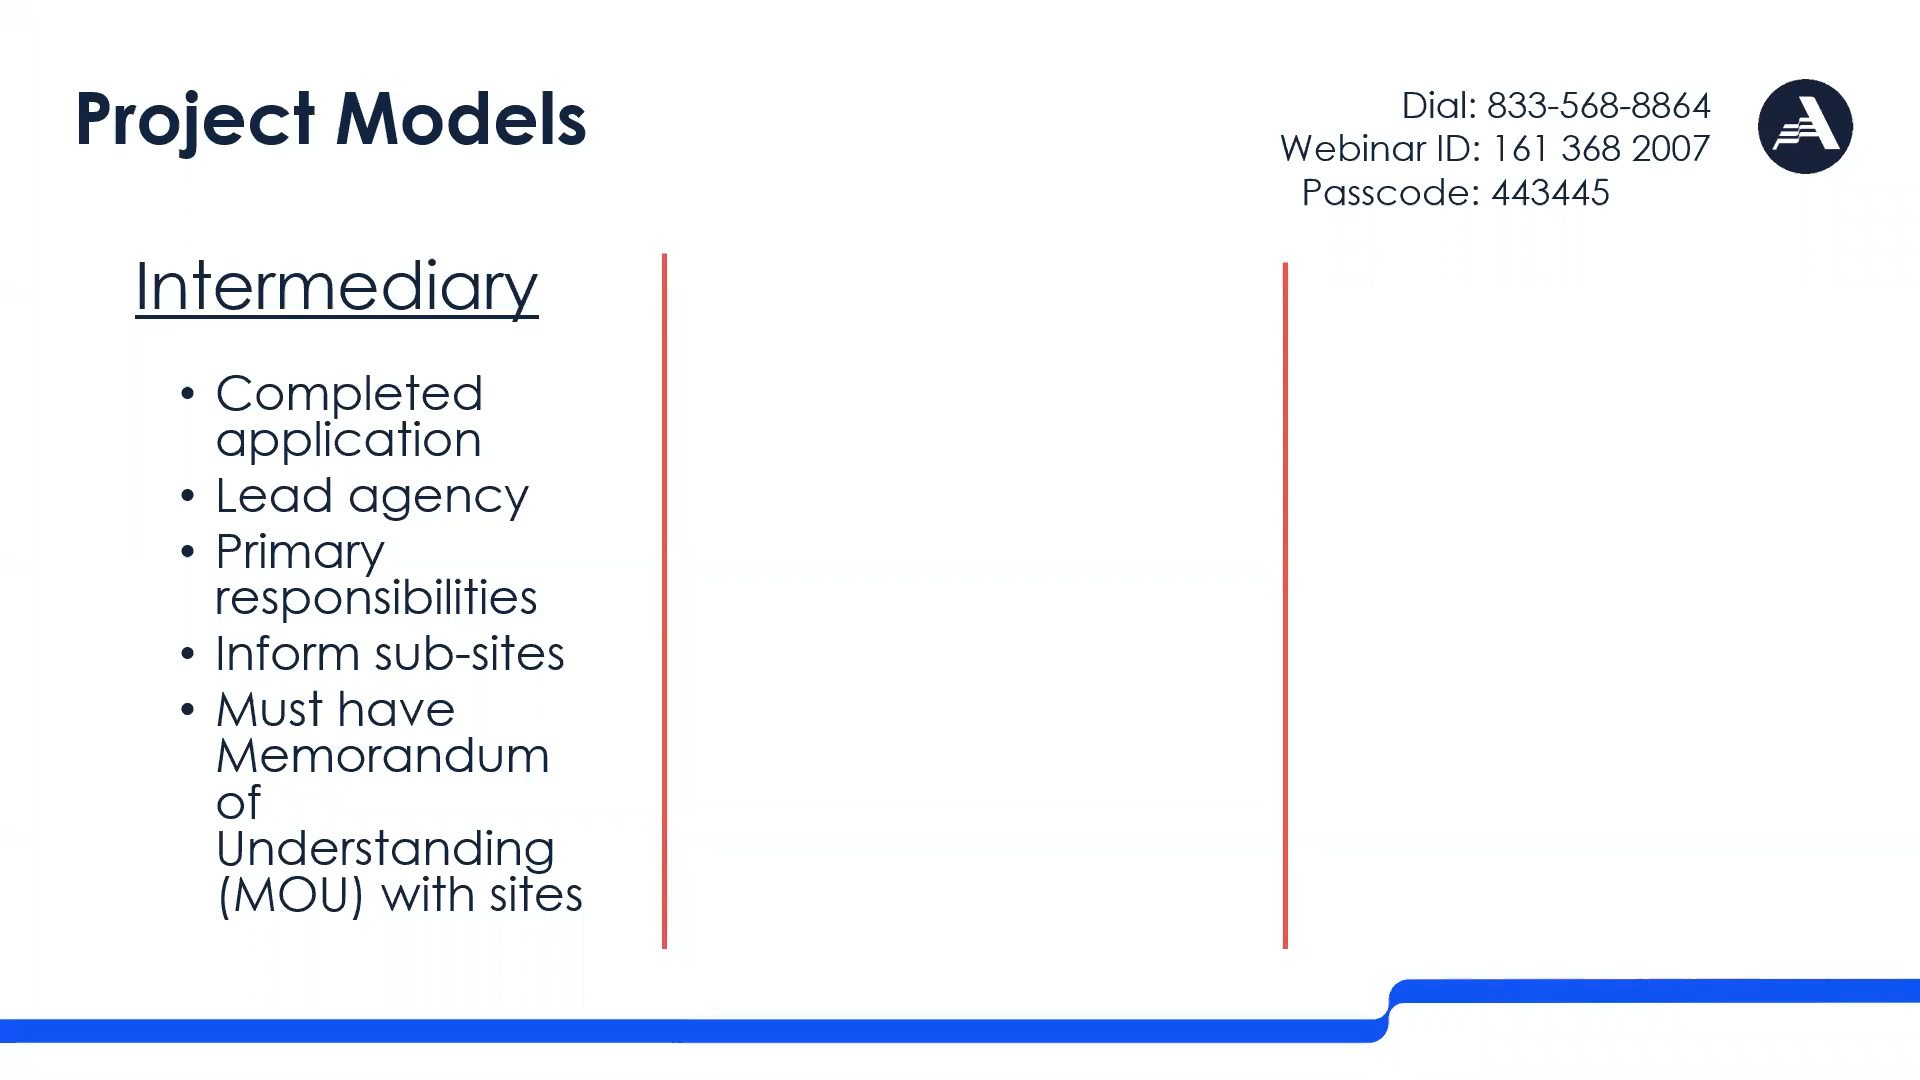 Project Models
Dial: 833-568-8864
Webinar ID: 161 368 2007
Passcode: 443445
Intermediary
• Completed
application
• Lead agency
• Primary
responsibilities
• Inform sub-sites
• Must have
Memorandum
of
Understanding
(MOU) with sites